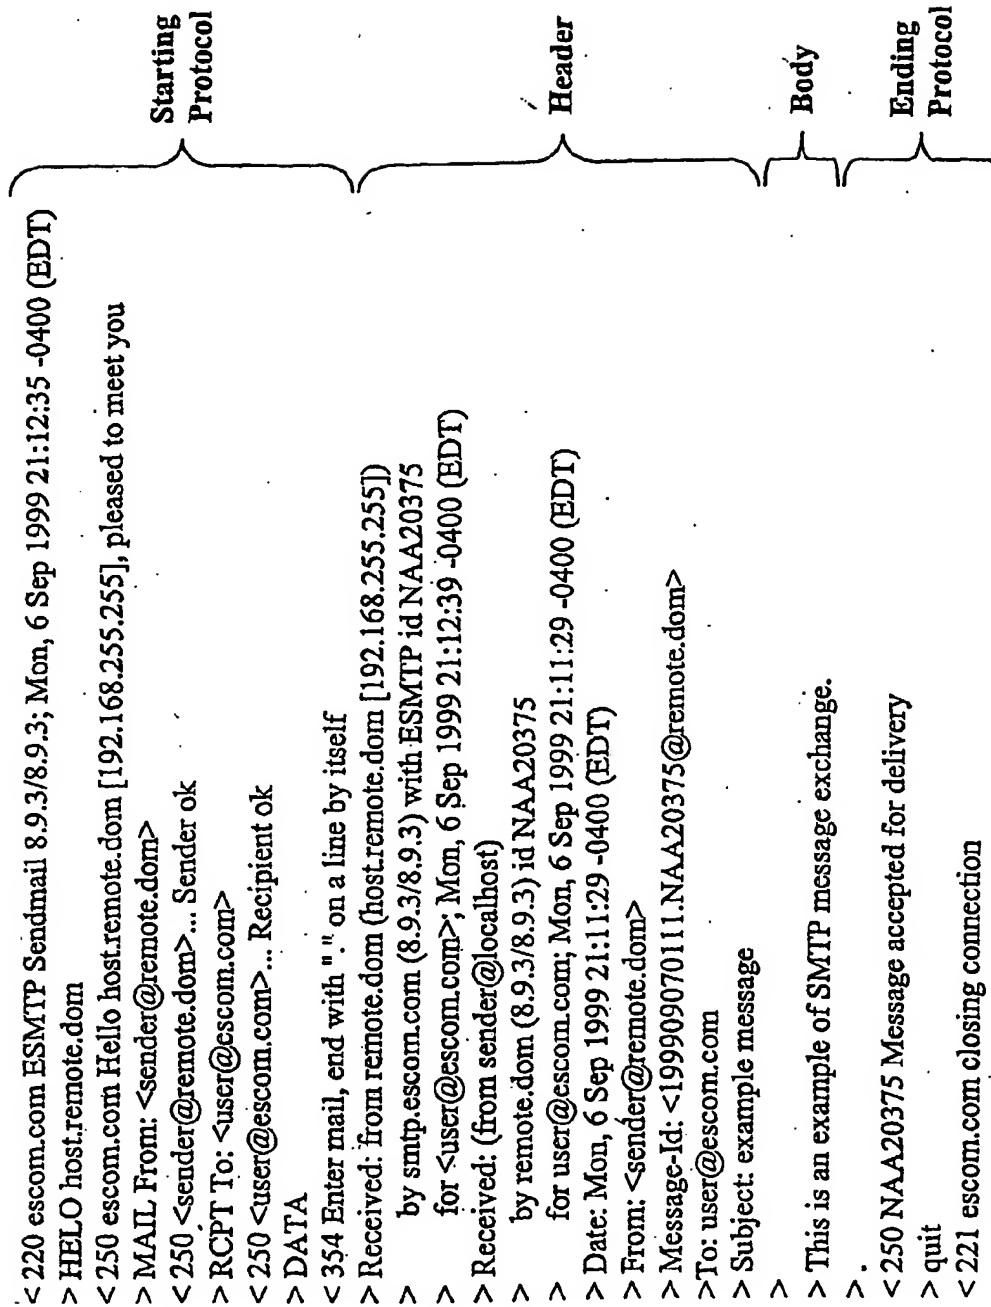 < 220 escom.com ESMTP Sendmail 8.9.3/8.9.3; Mon, 6 Sep 1999 21:12:35 -0400 (EDT)
> HELO host.remote.dom
< 250 escom.com Hello host.remote.dom [192.168.255.255], pleased to meet you
> MAIL From: <sender@remote.dom>
< 250 <sender@remote.dom>... Sender ok
> RCPT To: <user@escom.com>
< 250 <user@escom.com>... Recipient ok
> DATA
< 354 Enter mail, end with "." on a line by itself
Starting
Protocol
> Received: from remote.dom (host.remote.dom [192.168.255.255])
> by smtp.escom.com (8.9.3/8.9.3) with ESMTP id NAA20375
> for <user@escom.com>; Mon, 6 Sep 1999 21:12:39 -0400 (EDT)
> Received: (from sender@localhost)
> by remote.dom (8.9.3/8.9.3) id NAA20375
> for user@escom.com; Mon, 6 Sep 1999 21:11:29 -0400 (EDT)
> Date: Mon, 6 Sep 1999 21:11:29 -0400 (EDT)
> From: <sender@remote.dom>
> Message-Id: <199909070111.NAA20375@remote.dom>
>To: user@escom.com
> Subject: example message
Header
>
> This is an example of SMTP message exchange.
Body
>.
< 250 NAA20375 Message accepted for delivery
> quit
< 221 escom.com closing connection
Ending
Protocol